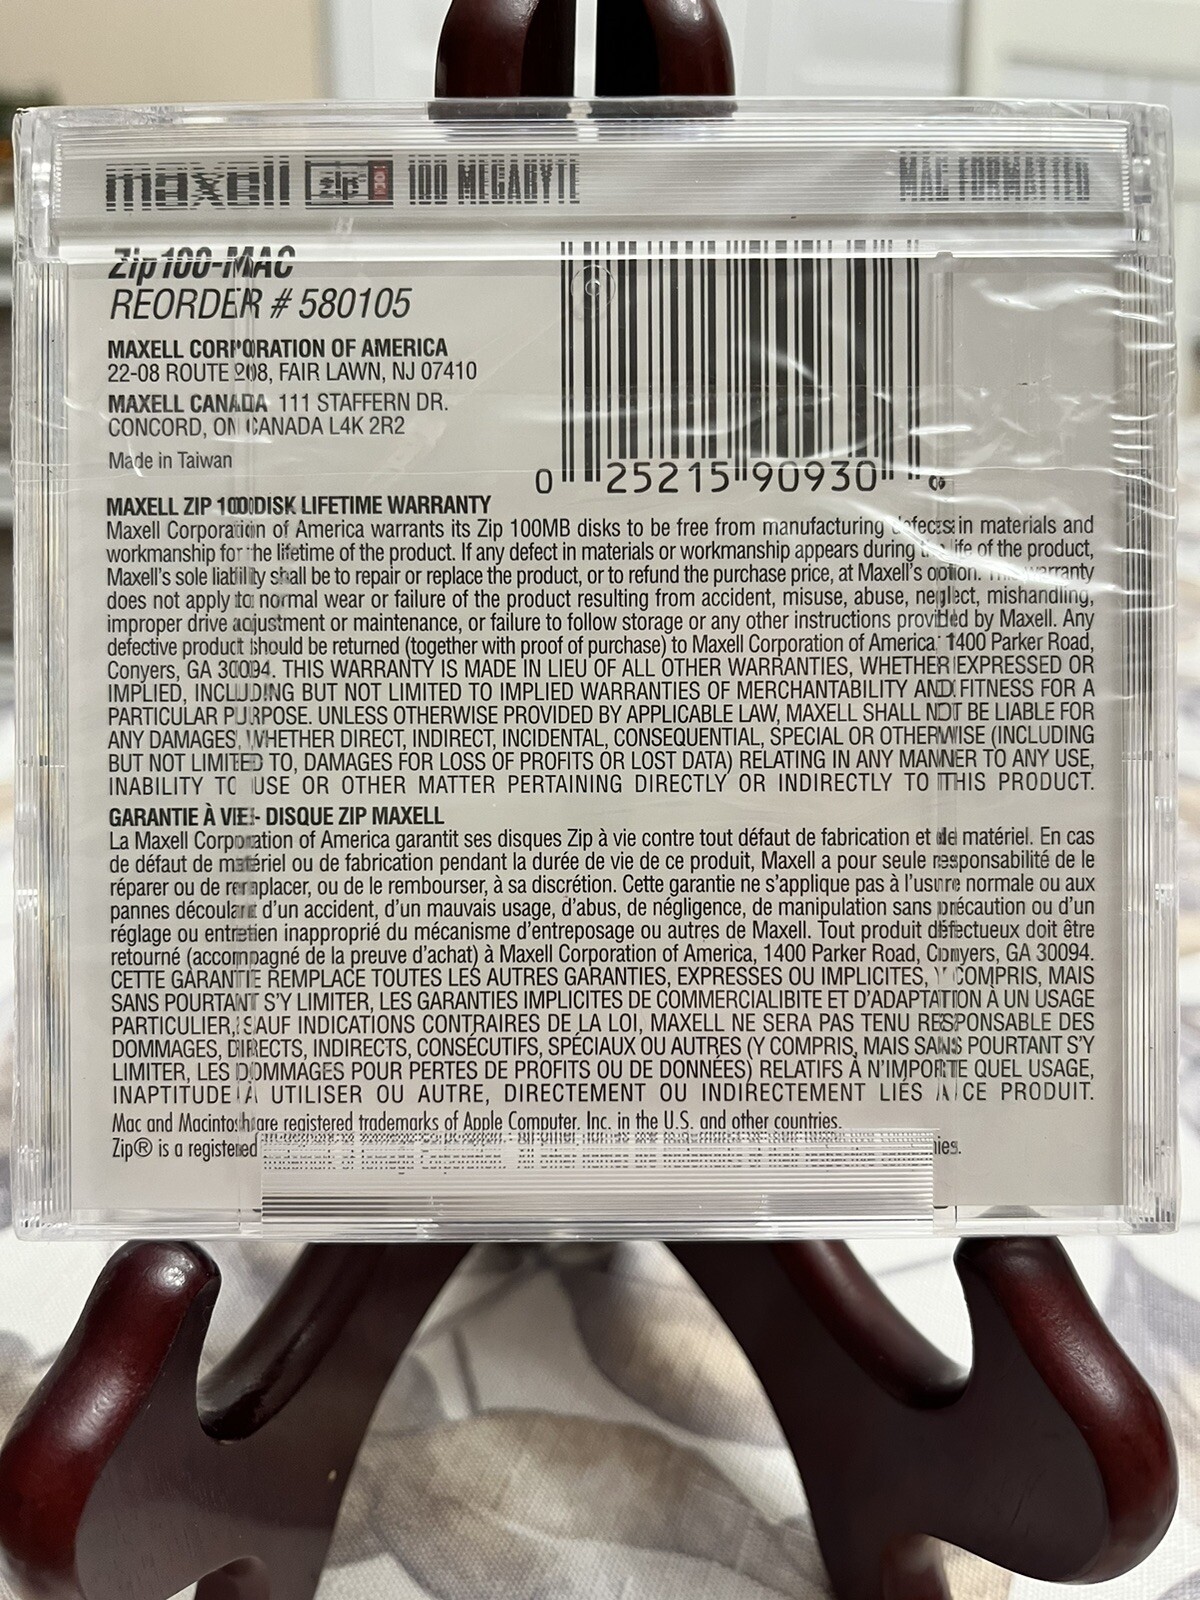 maxell zip 100 100 MEGABYTE MAC FORMATTED
Zip100-MAC
REORDER # 580105
MAXELL CORPORATION OF AMERICA
22-08 ROUTE 208, FAIR LAWN, NJ 07410
MAXELL CANADA 111 STAFFERN DR.
CONCORD, ON CANADA L4K 2R2
Made in Taiwan
0 25215 90930
MAXELL ZIP 100 DISK LIFETIME WARRANTY
Maxell Corporation of America warrants its Zip 100MB disks to be free from manufacturing defects in materials and
workmanship for the lifetime of the product. If any defect in materials or workmanship appears during the life of the product,
Maxell's sole liability shall be to repair or replace the product, or to refund the purchase price, at Maxell's option. This warranty
does not apply to normal wear or failure of the product resulting from accident, misuse, abuse, neglect, mishandling,
improper drive adjustment or maintenance, or failure to follow storage or any other instructions provided by Maxell. Any
defective product should be returned (together with proof of purchase) to Maxell Corporation of America, 1400 Parker Road,
Conyers, GA 30094. THIS WARRANTY IS MADE IN LIEU OF ALL OTHER WARRANTIES, WHETHER EXPRESSED OR
IMPLIED, INCLUDING BUT NOT LIMITED TO IMPLIED WARRANTIES OF MERCHANTABILITY AND FITNESS FOR A
PARTICULAR PURPOSE. UNLESS OTHERWISE PROVIDED BY APPLICABLE LAW, MAXELL SHALL NOT BE LIABLE FOR
ANY DAMAGES, WHETHER DIRECT, INDIRECT, INCIDENTAL, CONSEQUENTIAL, SPECIAL OR OTHERWISE (INCLUDING
BUT NOT LIMITED TO, DAMAGES FOR LOSS OF PROFITS OR LOST DATA) RELATING IN ANY MANNER TO ANY USE,
INABILITY TO USE OR OTHER MATTER PERTAINING DIRECTLY OR INDIRECTLY TO THIS PRODUCT.
GARANTIE À VIE - DISQUE ZIP MAXELL
La Maxell Corporation of America garantit ses disques Zip à vie contre tout défaut de fabrication et de matériel. En cas
de défaut de matériel ou de fabrication pendant la durée de vie de ce produit, Maxell a pour seule responsabilité de le
réparer ou de remplacer, ou de le rembourser, à sa discrétion. Cette garantie ne s'applique pas à l'usure normale ou aux
pannes découlant d'un accident, d'un mauvais usage, d'abus, de négligence, de manipulation sans précaution ou d'un
réglage ou entretien inapproprié du mécanisme d'entreposage ou autres de Maxell. Tout produit défectueux doit être
retourné (accompagné de la preuve d'achat) à Maxell Corporation of America, 1400 Parker Road, Conyers, GA 30094.
CETTE GARANTIE REMPLACE TOUTES LES AUTRES GARANTIES, EXPRESSES OU IMPLICITES, Y COMPRIS, MAIS
SANS POURTANT S'Y LIMITER, LES GARANTIES IMPLICITES DE COMMERCIALIBITE ET D'ADAPTATION À UN USAGE
PARTICULIER, SAUF INDICATIONS CONTRAIRES DE LA LOI, MAXELL NE SERA PAS TENU RESPONSABLE DES
DOMMAGES, DIRECTS, INDIRECTS, CONSÉCUTIFS, SPÉCIAUX OU AUTRES (Y COMPRIS, MAIS SANS POURTANT S'Y
LIMITER, LES DOMMAGES POUR PERTES DE PROFITS OU DE DONNÉES) RELATIFS À N'IMPORTE QUEL USAGE,
INAPTITUDE À UTILISER OU AUTRE, DIRECTEMENT OU INDIRECTEMENT LIÉS À CE PRODUIT.
Mac and Macintosh are registered trademarks of Apple Computer, Inc. in the U.S. and other countries.
Zip® is a registered